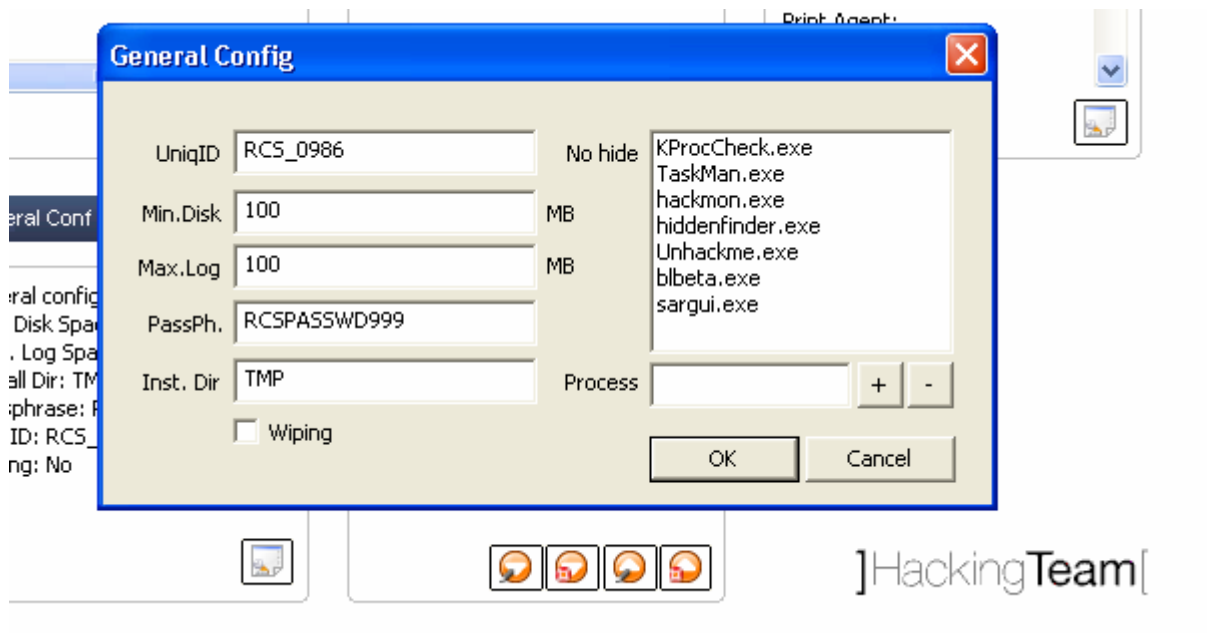 Print Agent:
General Config
UniqID RCS_0986
Min.Disk 100 MB
Max.Log 100 MB
PassPh. RCSPASSWD999
Inst. Dir TMP
Wiping
No hide
KProcCheck.exe
TaskMan.exe
hackmon.exe
hiddenfinder.exe
Unhackme.exe
blbeta.exe
sargui.exe
Process + -
OK Cancel
eral Conf
eral config
Disk Spa
. Log Spa
all Dir: TM
sphrase:
ID: RCS_
ng: No
]HackingTeam[